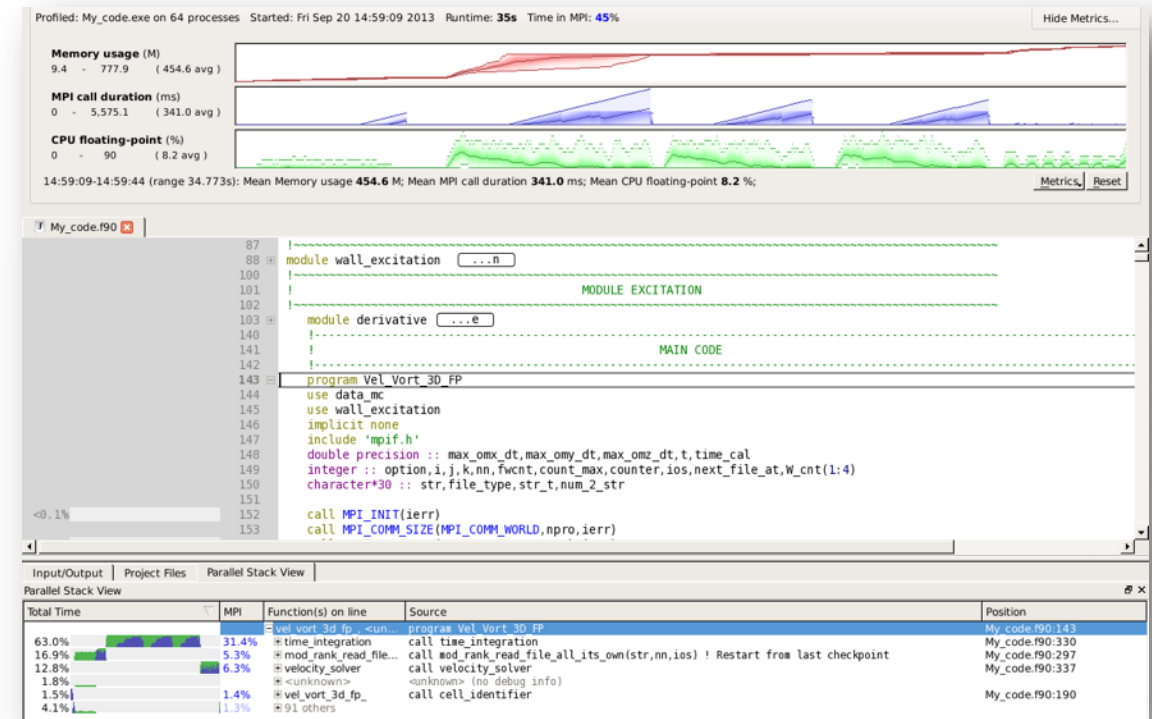 Profiled: My_code.exe on 64 processes Started: Fri Sep 20 14:59:09 2013 Runtime: 35s Time in MPI: 45% Hide Metrics...
Memory usage (M)
9.4 - 777.9 ( 454.6 avg )
MPI call duration (ms)
0 - 5,575.1 ( 341.0 avg )
CPU floating-point (%)
0 - 90 ( 8.2 avg )
14:59:09-14:59:44 (range 34.773s): Mean Memory usage 454.6 M; Mean MPI call duration 341.0 ms; Mean CPU floating-point 8.2 %; Metrics Reset
My_code.f90
87 !~~~~~~~~~~~~~~~~~~~~~~~~~~~~~~~~~~~~~~~~~~~~~~~~~~
88 module wall_excitation ...n
100 !~~~~~~~~~~~~~~~~~~~~~~~~~~~~~~~~~~~~~~~~~~~~~~~~~~
101 ! MODULE EXCITATION
102 !~~~~~~~~~~~~~~~~~~~~~~~~~~~~~~~~~~~~~~~~~~~~~~~~~~
103 module derivative ...e
140 !--------------------------------------------------
141 ! MAIN CODE
142 !--------------------------------------------------
143 program Vel_Vort_3D_FP
144 use data_mc
145 use wall_excitation
146 implicit none
147 include 'mpif.h'
148 double precision :: max_omx_dt,max_omy_dt,max_omz_dt,t,time_cal
149 integer :: option,i,j,k,nn,fwcnt,count_max,counter,ios,next_file_at,W_cnt(1:4)
150 character*30 :: str,file_type,str_t,num_2_str
151
<0.1% 152 call MPI_INIT(ierr)
153 call MPI_COMM_SIZE(MPI_COMM_WORLD,npro,ierr)
Input/Output Project Files Parallel Stack View
Parallel Stack View
Total Time MPI Function(s) on line Source Position
vel_vort_3d_fp_, <un... program Vel_Vort_3D_FP My_code.f90:143
63.0% 31.4% time_integration call time_integration My_code.f90:330
16.9% 5.3% mod_rank_read_file... call mod_rank_read_file_all_its_own(str,nn,ios) ! Restart from last checkpoint My_code.f90:297
12.8% 6.3% velocity_solver call velocity_solver My_code.f90:337
1.8% <unknown> <unknown> (no debug info)
1.5% 1.4% vel_vort_3d_fp_ call cell_identifier My_code.f90:190
4.1% 1.3% 91 others